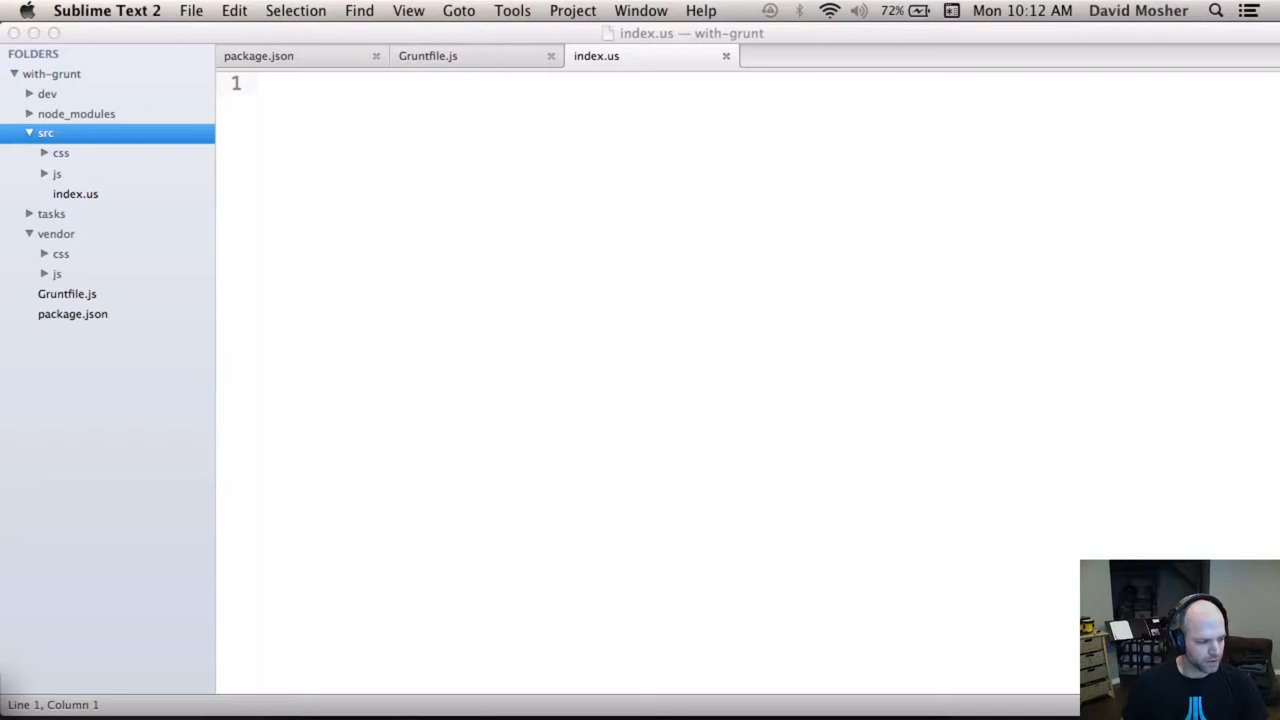 Sublime Text 2 File Edit Selection Find View Goto Tools Project Window Help 72% Mon 10:12 AM David Mosher
index.us — with-grunt
FOLDERS
package.json Gruntfile.js index.us
with-grunt
dev
node_modules
src
css
js
index.us
tasks
vendor
css
js
Gruntfile.js
package.json
1
Line 1, Column 1